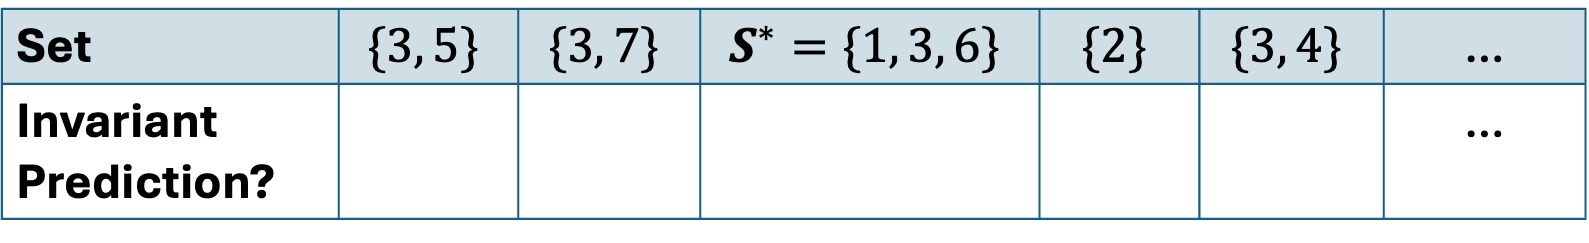 Set {3, 5} {3, 7} S* = {1, 3, 6} {2} {3, 4} ...
Invariant ...
Prediction?